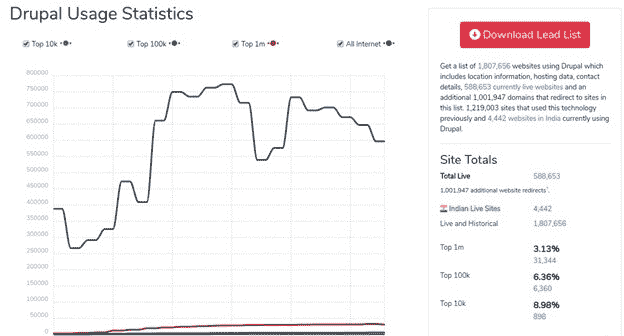 Drupal Usage Statistics
Top 10k
Top 100k
Top 1m
All Internet
800000
750000
700000
650000
600000
550000
500000
450000
400000
350000
300000
250000
200000
150000
100000
50000
0
Download Lead List
Get a list of 1,807,656 websites using Drupal which
includes location information, hosting data, contact
details, 588,653 currently live websites and an
additional 1,001,947 domains that redirect to sites in
this list. 1,219,003 sites that used this technology
previously and 4,442 websites in India currently using
Drupal.
Site Totals
Total Live 588,653
1,001,947 additional website redirects*.
Indian Live Sites 4,442
Live and Historical 1,807,656
Top 1m 3.13%
31,344
Top 100k 6.36%
6,360
Top 10k 8.98%
898